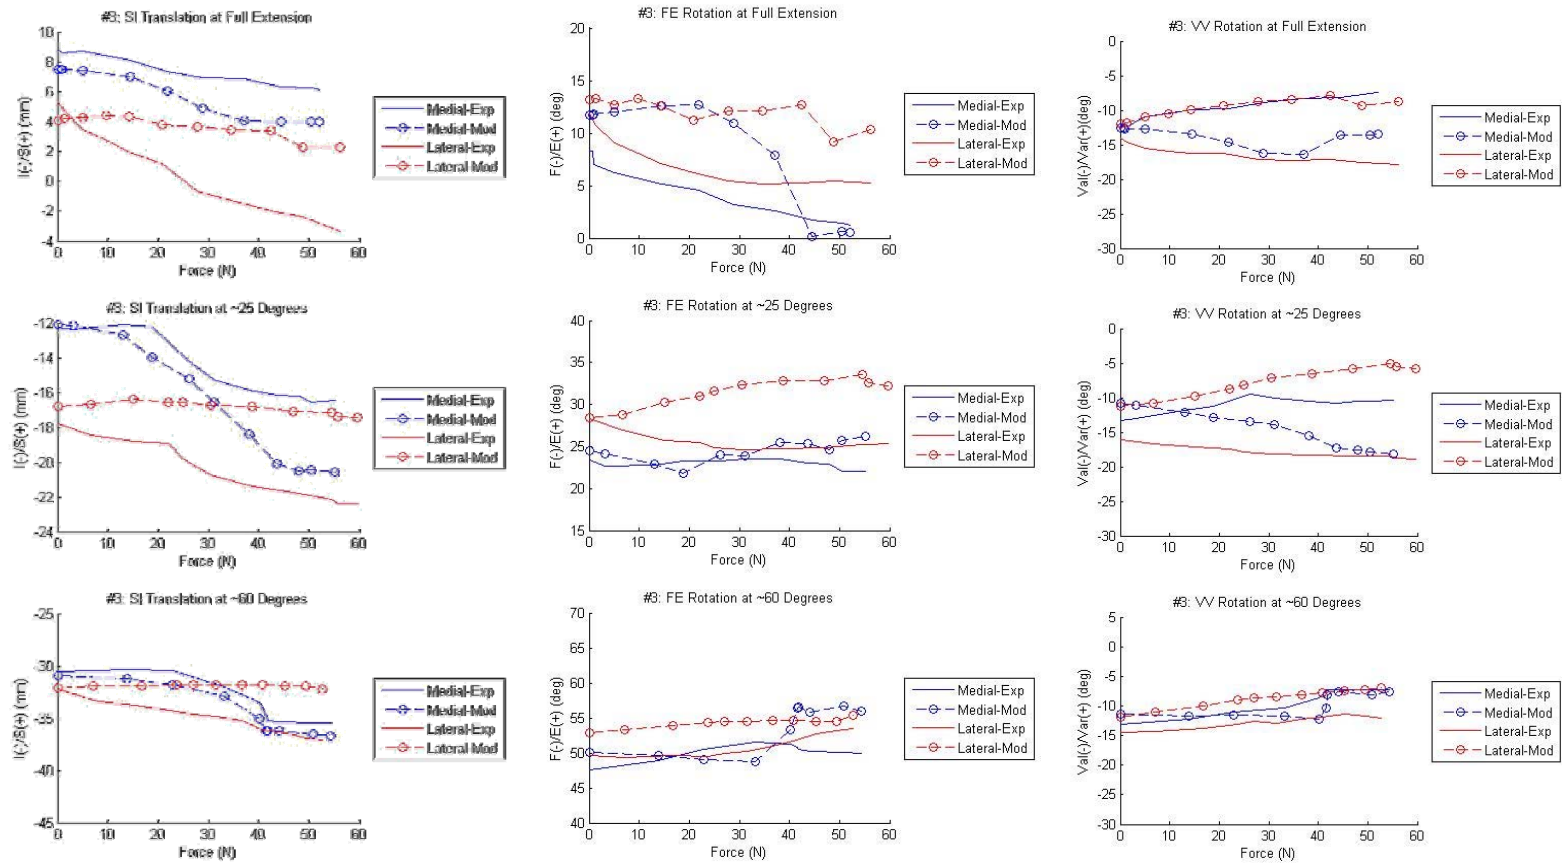 #3: SI Translation at Full Extension
10
8
6
4
2
0
-2
-4
I(-)/S(+) (mm)
0 10 20 30 40 50 60
Force (N)
Medial-Exp
Medial-Mod
Lateral-Exp
Lateral-Mod
#3: FE Rotation at Full Extension
20
15
10
5
0
F(-)/E(+) (deg)
0 10 20 30 40 50 60
Force (N)
Medial-Exp
Medial-Mod
Lateral-Exp
Lateral-Mod
#3: VV Rotation at Full Extension
0
-5
-10
-15
-20
-25
-30
Val(-)/Var(+)(deg)
0 10 20 30 40 50 60
Force (N)
Medial-Exp
Medial-Mod
Lateral-Exp
Lateral-Mod
#3: SI Translation at ~25 Degrees
-12
-14
-16
-18
-20
-22
-24
I(-)/S(+) (mm)
0 10 20 30 40 50 60
Force (N)
Medial-Exp
Medial-Mod
Lateral-Exp
Lateral-Mod
#3: FE Rotation at ~25 Degrees
40
35
30
25
20
15
F(-)/E(+) (deg)
0 10 20 30 40 50 60
Force (N)
Medial-Exp
Medial-Mod
Lateral-Exp
Lateral-Mod
#3: VV Rotation at ~25 Degrees
0
-5
-10
-15
-20
-25
-30
Val(-)/Var(+) (deg)
0 10 20 30 40 50 60
Force (N)
Medial-Exp
Medial-Mod
Lateral-Exp
Lateral-Mod
#3: SI Translation at ~60 Degrees
-25
-30
-35
-40
-45
I(-)/S(+) (mm)
0 10 20 30 40 50 60
Force (N)
Medial-Exp
Medial-Mod
Lateral-Exp
Lateral-Mod
#3: FE Rotation at ~60 Degrees
70
65
60
55
50
45
40
F(-)/E(+) (deg)
0 10 20 30 40 50 60
Force (N)
Medial-Exp
Medial-Mod
Lateral-Exp
Lateral-Mod
#3: VV Rotation at ~60 Degrees
5
0
-5
-10
-15
-20
-25
-30
Val(-)/Var(+) (deg)
0 10 20 30 40 50 60
Force (N)
Medial-Exp
Medial-Mod
Lateral-Exp
Lateral-Mod